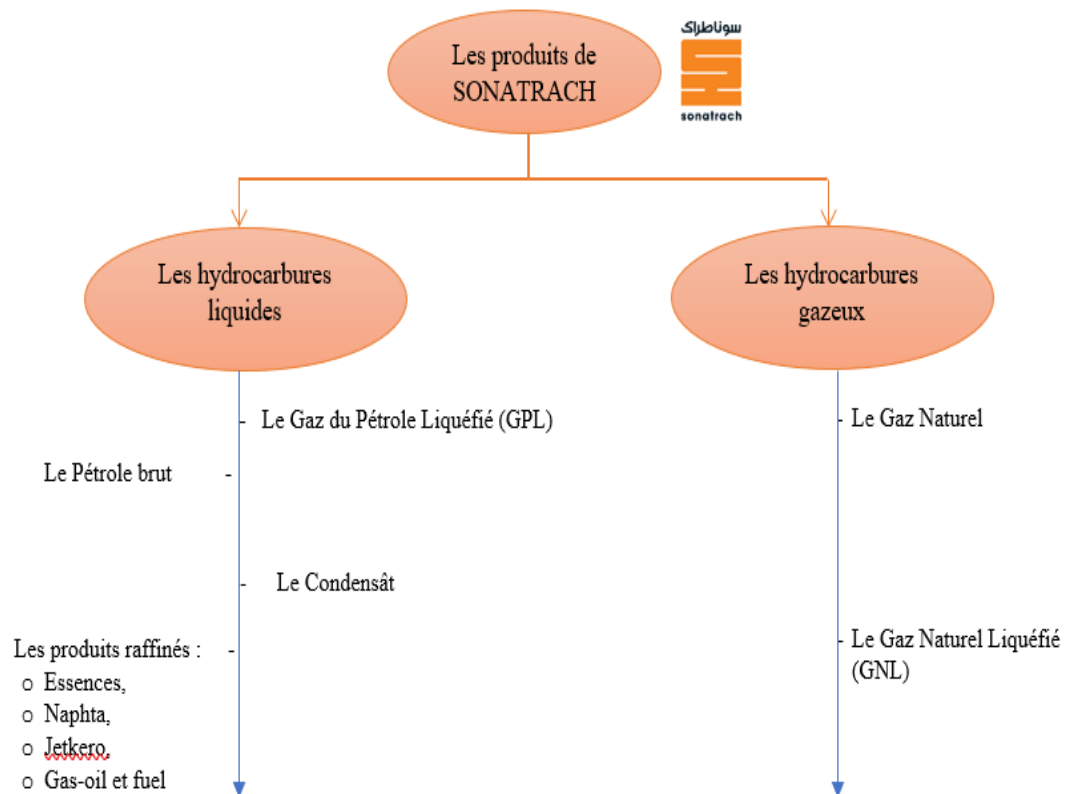 Les produits de
SONATRACH
سوناطراك
sonatrach
Les hydrocarbures
liquides
Les hydrocarbures
gazeux
- Le Gaz du Pétrole Liquéfié (GPL)
Le Pétrole brut -
- Le Condensât
Les produits raffinés : -
o Essences,
o Naphta,
o Jetkero,
o Gas-oil et fuel
- Le Gaz Naturel
- Le Gaz Naturel Liquéfié
(GNL)